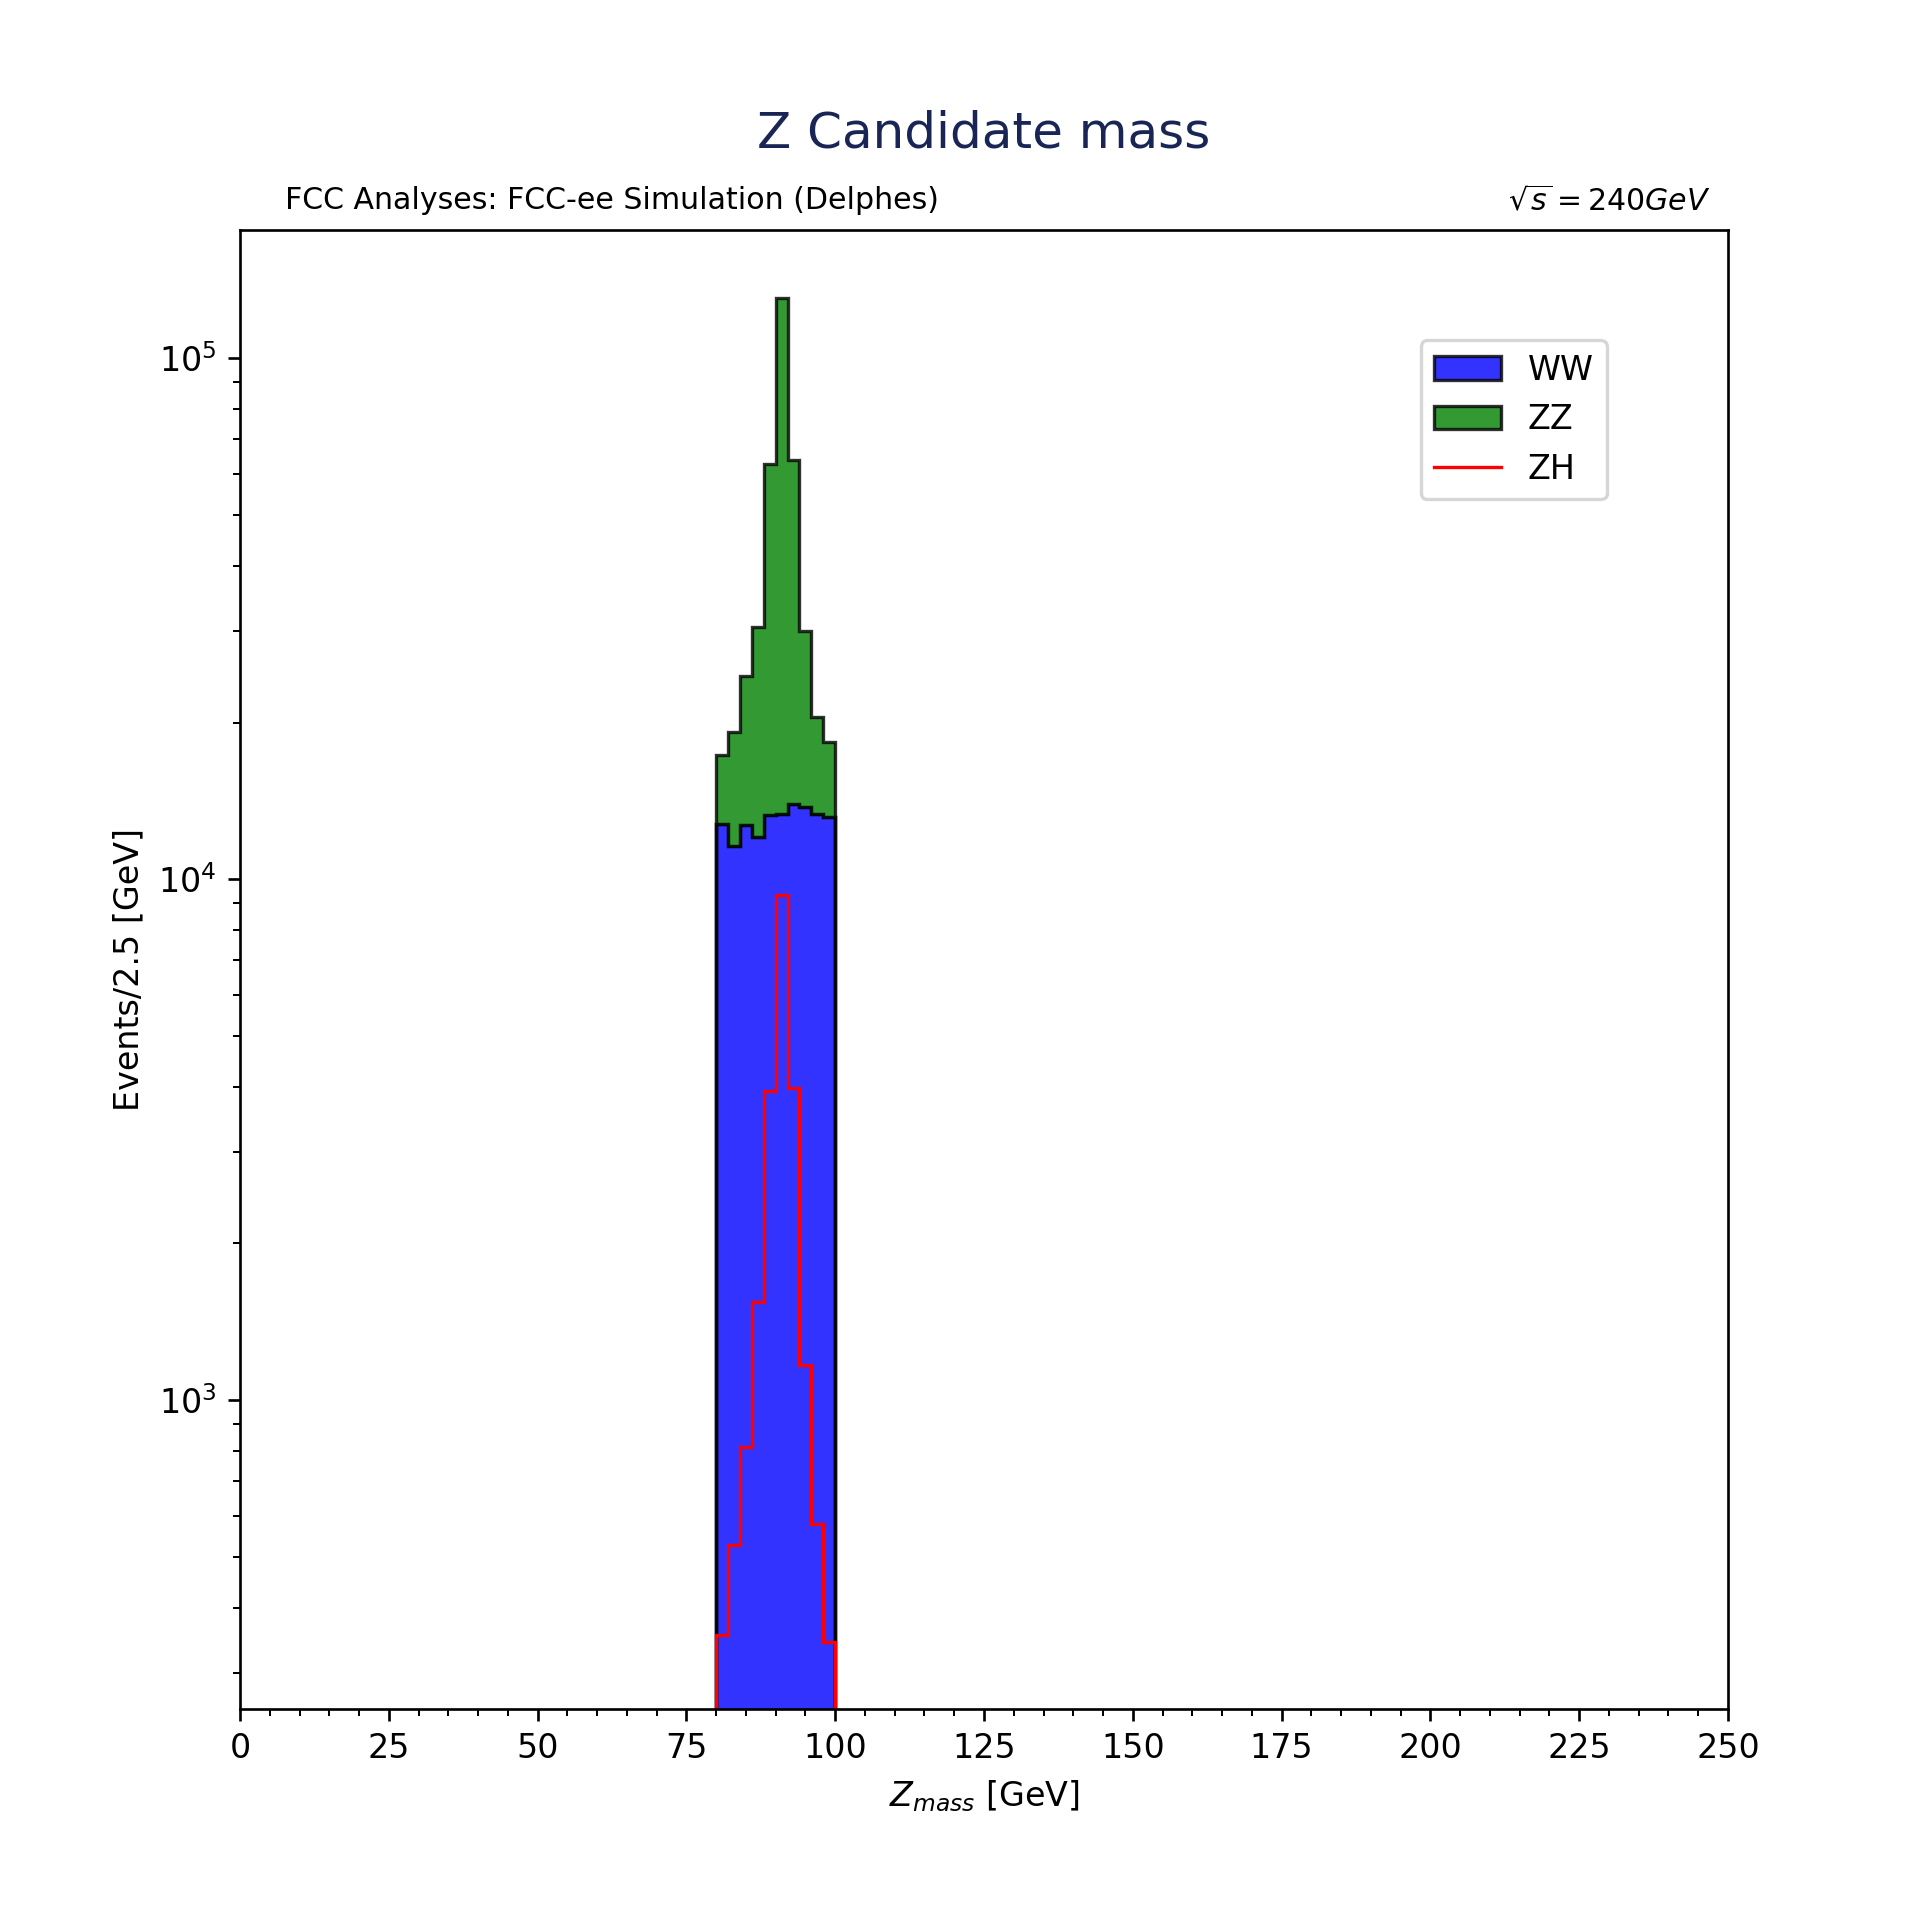 Z Candidate mass
FCC Analyses: FCC-ee Simulation (Delphes)
√s = 240GeV
WW
ZZ
ZH
10⁵
10⁴
10³
Events/2.5 [GeV]
0 25 50 75 100 125 150 175 200 225 250
Z_mass [GeV]